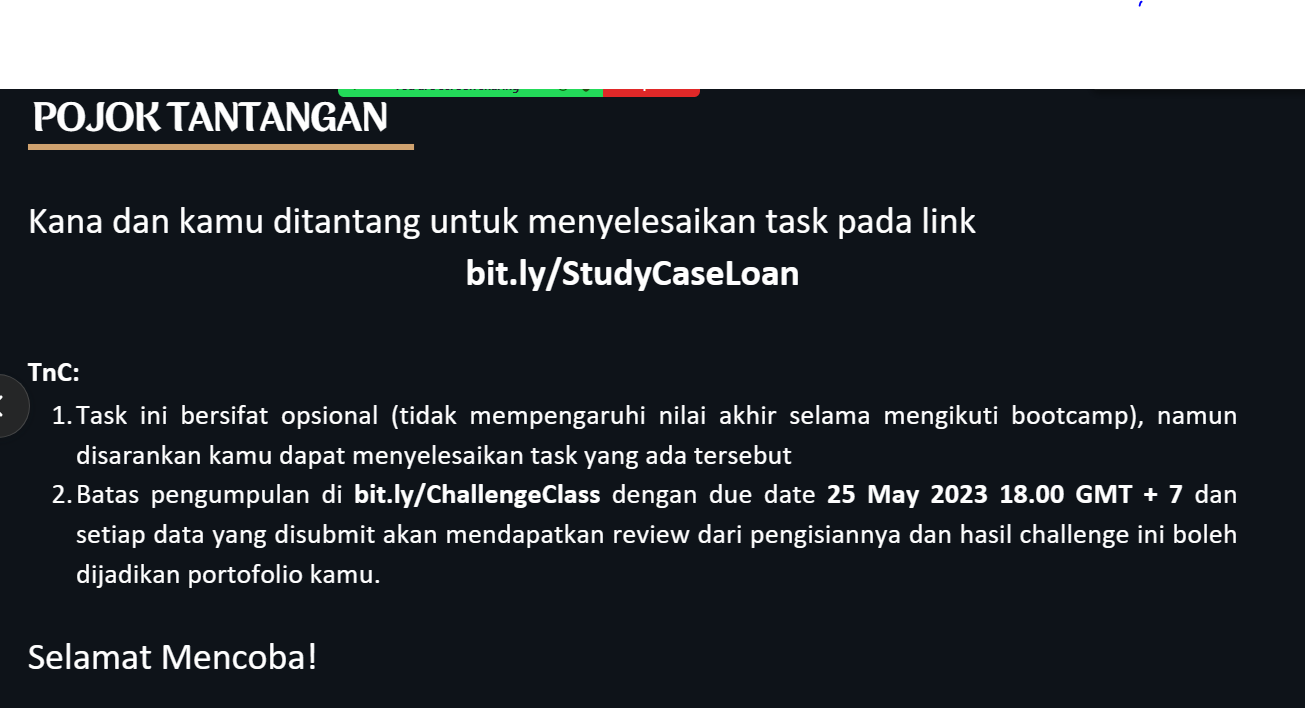 POJOK TANTANGAN
Kana dan kamu ditantang untuk menyelesaikan task pada link
bit.ly/StudyCaseLoan
TnC:
1. Task ini bersifat opsional (tidak mempengaruhi nilai akhir selama mengikuti bootcamp), namun
disarankan kamu dapat menyelesaikan task yang ada tersebut
2. Batas pengumpulan di bit.ly/ChallengeClass dengan due date 25 May 2023 18.00 GMT + 7 dan
setiap data yang disubmit akan mendapatkan review dari pengisiannya dan hasil challenge ini boleh
dijadikan portofolio kamu.
Selamat Mencoba!